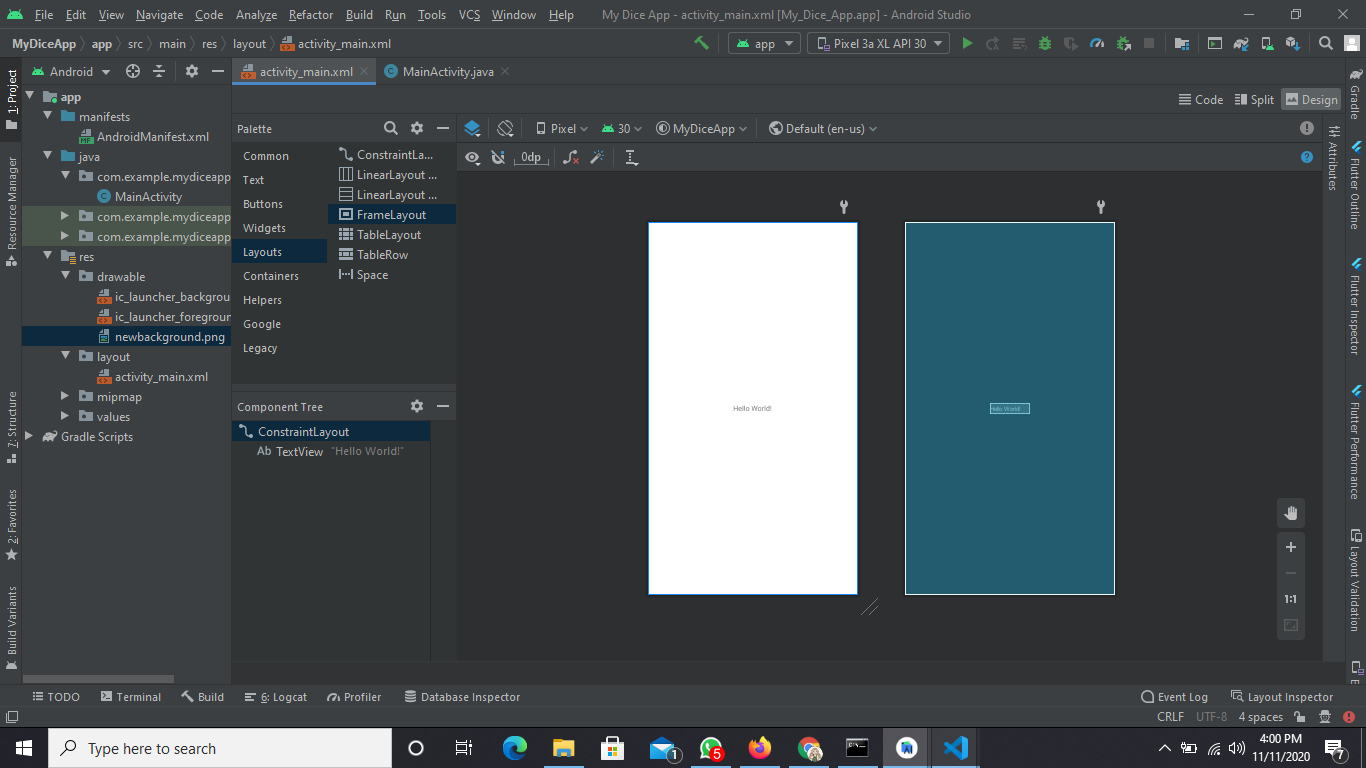 File Edit View Navigate Code Analyze Refactor Build Run Tools VCS Window Help My Dice App - activity_main.xml [My_Dice_App.app] - Android Studio
MyDiceApp app src main res layout activity_main.xml app Pixel 3a XL API 30
Android activity_main.xml MainActivity.java
1: Project
Resource Manager
7: Structure
2: Favorites
Build Variants
app
manifests
AndroidManifest.xml
java
com.example.mydiceapp
MainActivity
com.example.mydiceapp
com.example.mydiceapp
res
drawable
ic_launcher_backgrou
ic_launcher_foregroun
newbackground.png
layout
activity_main.xml
mipmap
values
Gradle Scripts
Code Split Design
Palette
Common
Text
Buttons
Widgets
Layouts
Containers
Helpers
Google
Legacy
ConstraintLa...
LinearLayout ...
LinearLayout ...
FrameLayout
TableLayout
TableRow
Space
Component Tree
ConstraintLayout
Ab TextView "Hello World!"
Pixel 30 MyDiceApp Default (en-us)
0dp
Hello World!
Hello World!
1:1
Attributes
Gradle
Flutter Outline
Flutter Inspector
Flutter Performance
Layout Validation
TODO Terminal Build 6: Logcat Profiler Database Inspector Event Log Layout Inspector
CRLF UTF-8 4 spaces
Type here to search
1
5
4:00 PM
11/11/2020
7